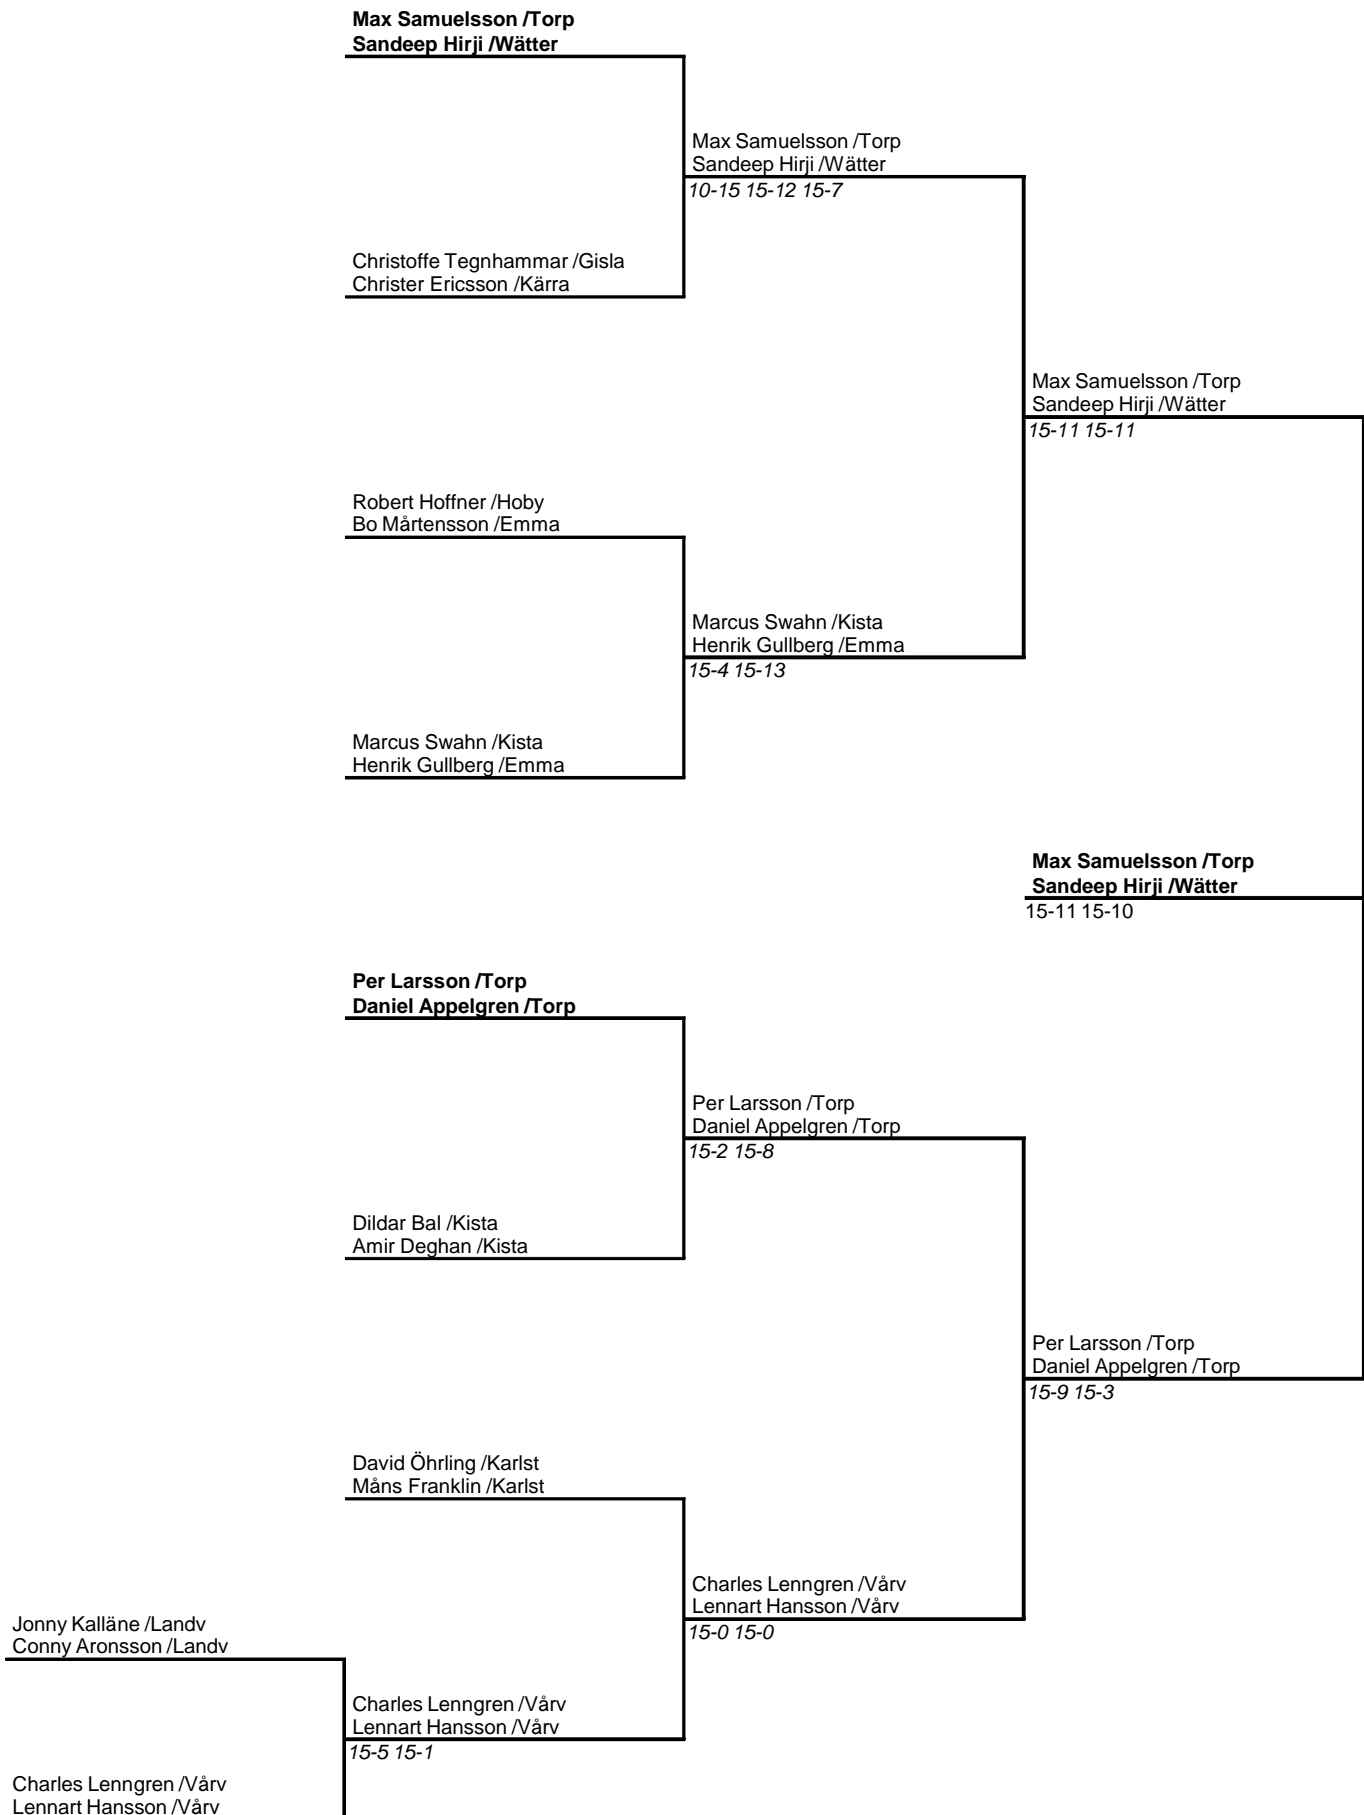 Max Samuelsson /Torp
Sandeep Hirji /Wätter
Max Samuelsson /Torp
Sandeep Hirji /Wätter
10-15 15-12 15-7
Christoffe Tegnhammar /Gisla
Christer Ericsson /Kärra
Max Samuelsson /Torp
Sandeep Hirji /Wätter
15-11 15-11
Robert Hoffner /Hoby
Bo Mårtensson /Emma
Marcus Swahn /Kista
Henrik Gullberg /Emma
15-4 15-13
Marcus Swahn /Kista
Henrik Gullberg /Emma
Max Samuelsson /Torp
Sandeep Hirji /Wätter
15-11 15-10
Per Larsson /Torp
Daniel Appelgren /Torp
Per Larsson /Torp
Daniel Appelgren /Torp
15-2 15-8
Dildar Bal /Kista
Amir Deghan /Kista
Per Larsson /Torp
Daniel Appelgren /Torp
15-9 15-3
David Öhrling /Karlst
Måns Franklin /Karlst
Charles Lenngren /Vårv
Lennart Hansson /Vårv
15-0 15-0
Jonny Kalläne /Landv
Conny Aronsson /Landv
Charles Lenngren /Vårv
Lennart Hansson /Vårv
15-5 15-1
Charles Lenngren /Vårv
Lennart Hansson /Vårv